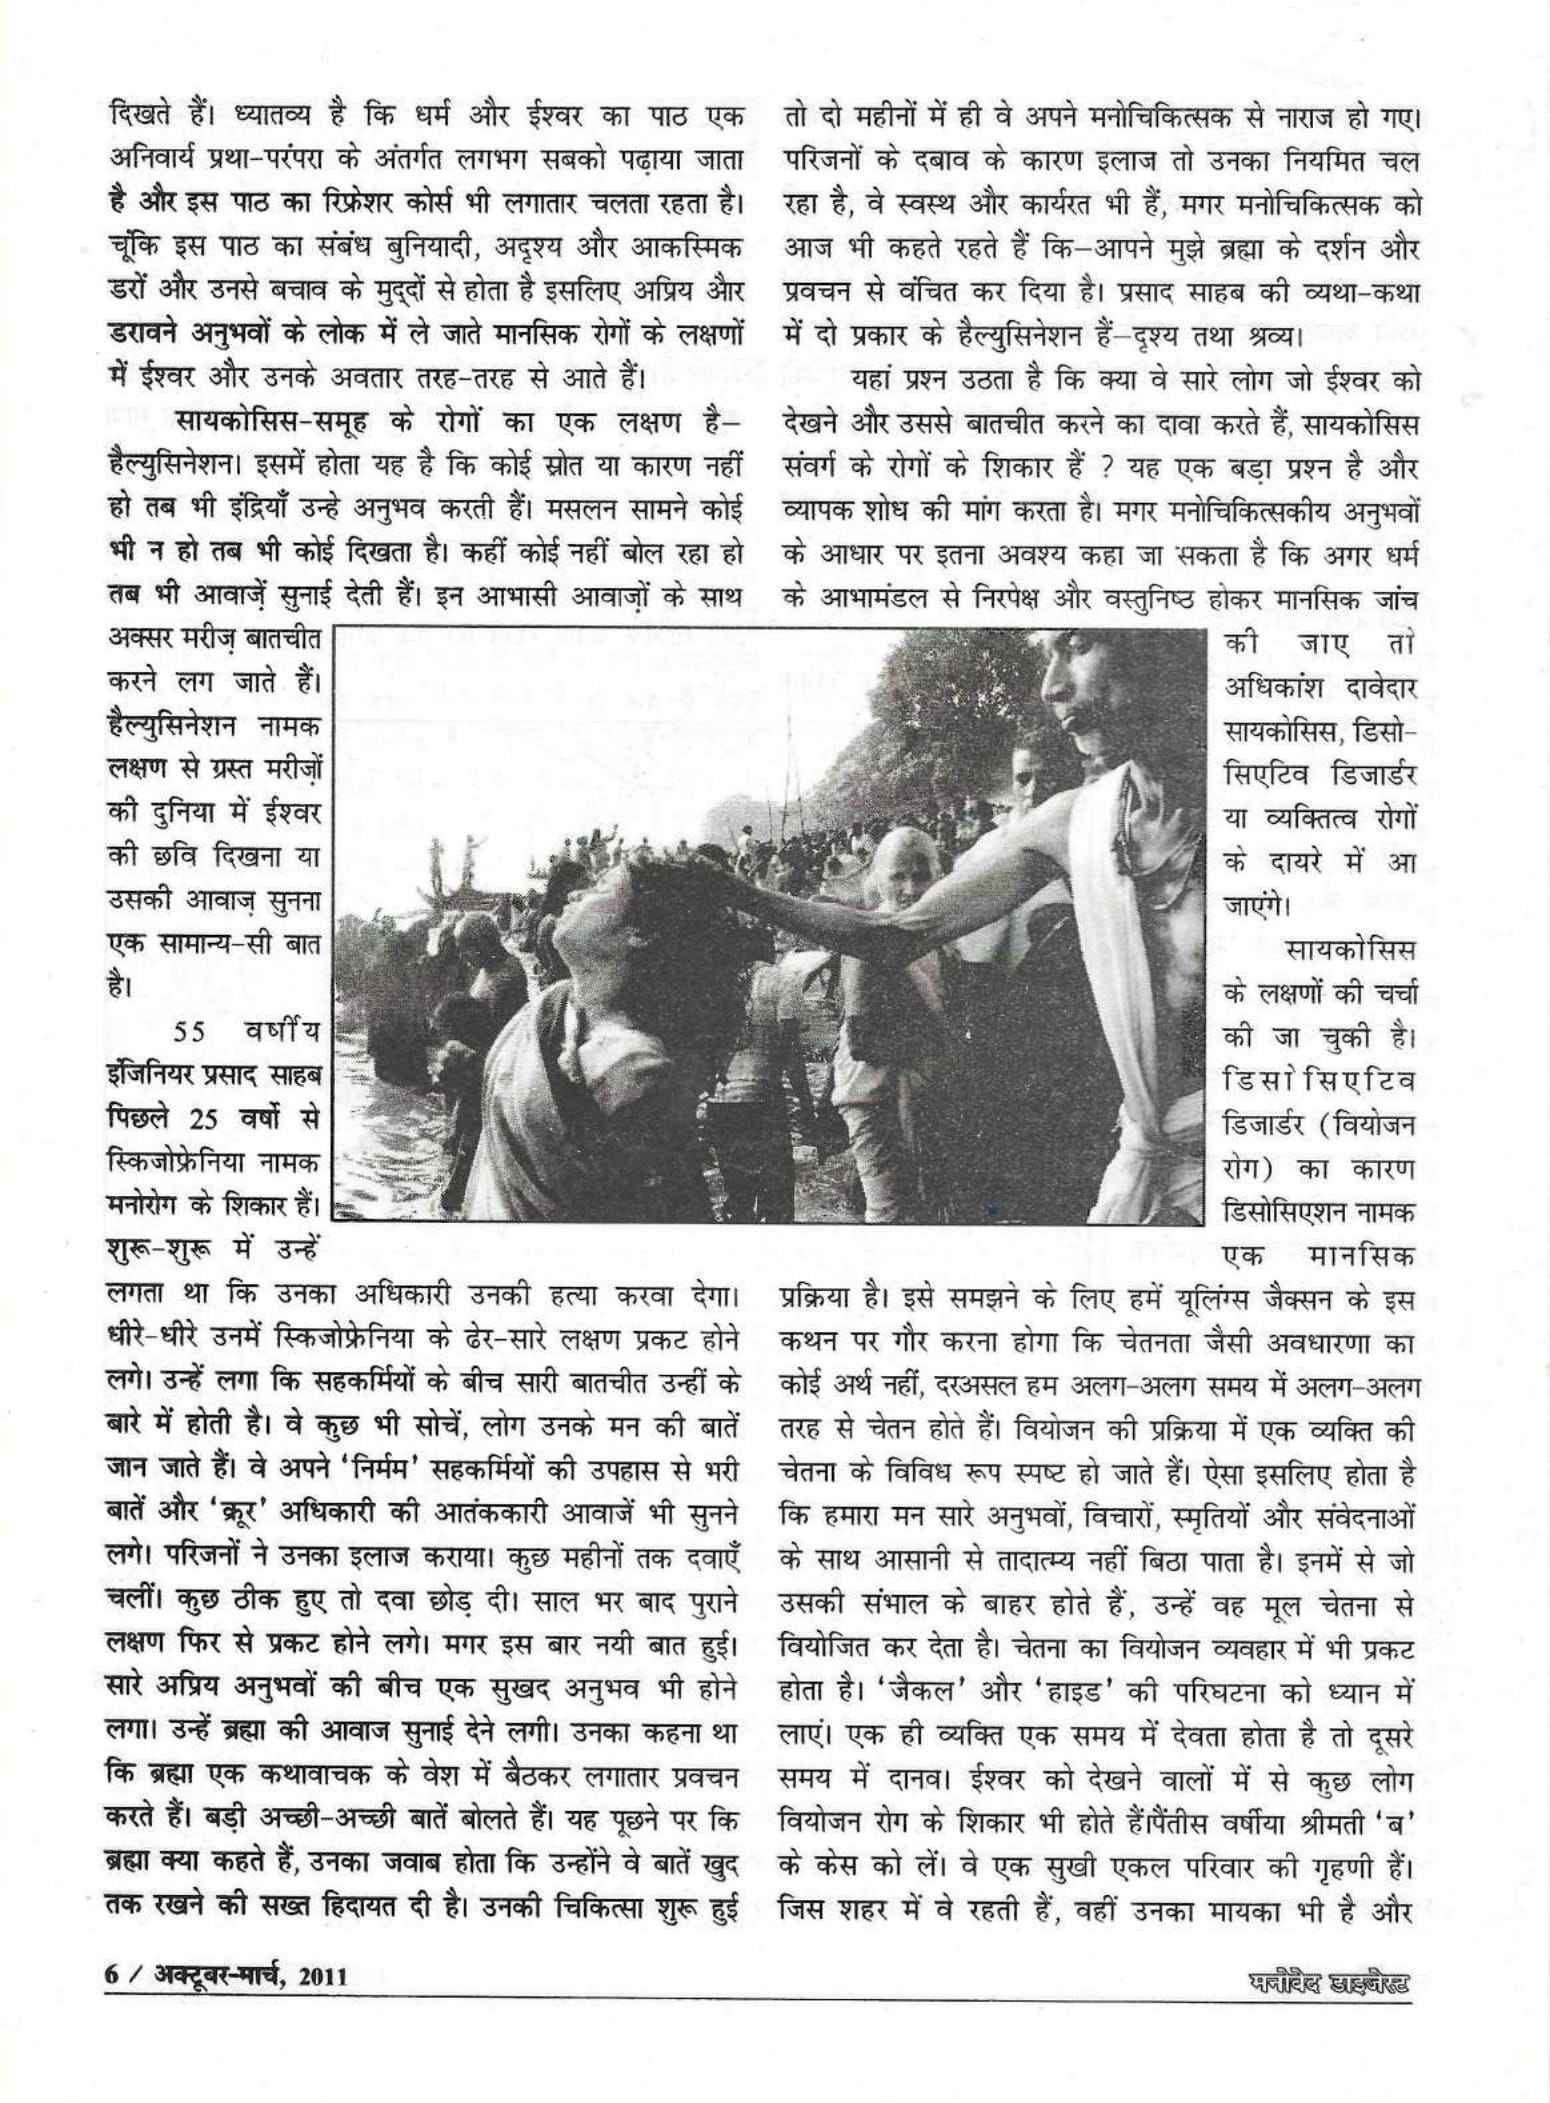 दिखते हैं। ध्यातव्य है कि धर्म और ईश्वर का पाठ एक
अनिवार्य प्रथा-परंपरा के अंतर्गत लगभग सबको पढ़ाया जाता
है और इस पाठ का रिफ्रेशर कोर्स भी लगातार चलता रहता है।
चूंकि इस पाठ का संबंध बुनियादी, अदृश्य और आकस्मिक
डरों और उनसे बचाव के मुद्दों से होता है इसलिए अप्रिय और
डरावने अनुभवों के लोक में ले जाते मानसिक रोगों के लक्षणों
में ईश्वर और उनके अवतार तरह-तरह से आते हैं।
सायकोसिस-समूह के रोगों का एक लक्षण है–
हैल्युसिनेशन। इसमें होता यह है कि कोई स्रोत या कारण नहीं
हो तब भी इंद्रियाँ उन्हे अनुभव करती हैं। मसलन सामने कोई
भी न हो तब भी कोई दिखता है। कहीं कोई नहीं बोल रहा हो
तब भी आवाज़ें सुनाई देती हैं। इन आभासी आवाज़ों के साथ
अक्सर मरीज़ बातचीत
करने लग जाते हैं।
हैल्युसिनेशन नामक
लक्षण से ग्रस्त मरीज़ों
की दुनिया में ईश्वर
की छवि दिखना या
उसकी आवाज़ सुनना
एक सामान्य-सी बात
है।
55 वर्षीय
इंजिनियर प्रसाद साहब
पिछले 25 वर्षो से
स्किजोफ्रेनिया नामक
मनोरोग के शिकार हैं।
शुरू-शुरू में उन्हें
लगता था कि उनका अधिकारी उनकी हत्या करवा देगा।
धीरे-धीरे उनमें स्किजोफ्रेनिया के ढेर-सारे लक्षण प्रकट होने
लगे। उन्हें लगा कि सहकर्मियों के बीच सारी बातचीत उन्हीं के
बारे में होती है। वे कुछ भी सोचें, लोग उनके मन की बातें
जान जाते हैं। वे अपने ‘निर्मम’ सहकर्मियों की उपहास से भरी
बातें और ‘क्रूर’ अधिकारी की आतंककारी आवाजें भी सुनने
लगे। परिजनों ने उनका इलाज कराया। कुछ महीनों तक दवाएँ
चलीं। कुछ ठीक हुए तो दवा छोड़ दी। साल भर बाद पुराने
लक्षण फिर से प्रकट होने लगे। मगर इस बार नयी बात हुई।
सारे अप्रिय अनुभवों की बीच एक सुखद अनुभव भी होने
लगा। उन्हें ब्रह्मा की आवाज सुनाई देने लगी। उनका कहना था
कि ब्रह्मा एक कथावाचक के वेश में बैठकर लगातार प्रवचन
करते हैं। बड़ी अच्छी-अच्छी बातें बोलते हैं। यह पूछने पर कि
ब्रह्मा क्या कहते हैं, उनका जवाब होता कि उन्होंने वे बातें खुद
तक रखने की सख्त हिदायत दी है। उनकी चिकित्सा शुरू हुई
तो दो महीनों में ही वे अपने मनोचिकित्सक से नाराज हो गए।
परिजनों के दबाव के कारण इलाज तो उनका नियमित चल
रहा है, वे स्वस्थ और कार्यरत भी हैं, मगर मनोचिकित्सक को
आज भी कहते रहते हैं कि–आपने मुझे ब्रह्मा के दर्शन और
प्रवचन से वंचित कर दिया है। प्रसाद साहब की व्यथा-कथा
में दो प्रकार के हैल्युसिनेशन हैं–दृश्य तथा श्रव्य।
यहां प्रश्न उठता है कि क्या वे सारे लोग जो ईश्वर को
देखने और उससे बातचीत करने का दावा करते हैं, सायकोसिस
संवर्ग के रोगों के शिकार हैं ? यह एक बड़ा प्रश्न है और
व्यापक शोध की मांग करता है। मगर मनोचिकित्सकीय अनुभवों
के आधार पर इतना अवश्य कहा जा सकता है कि अगर धर्म
के आभामंडल से निरपेक्ष और वस्तुनिष्ठ होकर मानसिक जांच
की जाए तो
अधिकांश दावेदार
सायकोसिस, डिसो-
सिएटिव डिजार्डर
या व्यक्तित्व रोगों
के दायरे में आ
जाएंगे।
सायकोसिस
के लक्षणों की चर्चा
की जा चुकी है।
डिसोसिएटिव
डिजार्डर (वियोजन
रोग) का कारण
डिसोसिएशन नामक
एक मानसिक
प्रक्रिया है। इसे समझने के लिए हमें यूलिंग्स जैक्सन के इस
कथन पर गौर करना होगा कि चेतनता जैसी अवधारणा का
कोई अर्थ नहीं, दरअसल हम अलग-अलग समय में अलग-अलग
तरह से चेतन होते हैं। वियोजन की प्रक्रिया में एक व्यक्ति की
चेतना के विविध रूप स्पष्ट हो जाते हैं। ऐसा इसलिए होता है
कि हमारा मन सारे अनुभवों, विचारों, स्मृतियों और संवेदनाओं
के साथ आसानी से तादात्म्य नहीं बिठा पाता है। इनमें से जो
उसकी संभाल के बाहर होते हैं, उन्हें वह मूल चेतना से
वियोजित कर देता है। चेतना का वियोजन व्यवहार में भी प्रकट
होता है। ‘जैकल’ और ‘हाइड’ की परिघटना को ध्यान में
लाएं। एक ही व्यक्ति एक समय में देवता होता है तो दूसरे
समय में दानव। ईश्वर को देखने वालों में से कुछ लोग
वियोजन रोग के शिकार भी होते हैं।पैंतीस वर्षीया श्रीमती ‘ब’
के केस को लें। वे एक सुखी एकल परिवार की गृहणी हैं।
जिस शहर में वे रहती हैं, वहीं उनका मायका भी है और
6 / अक्टूबर-मार्च, 2011
मनोवेद डाइजेस्ट